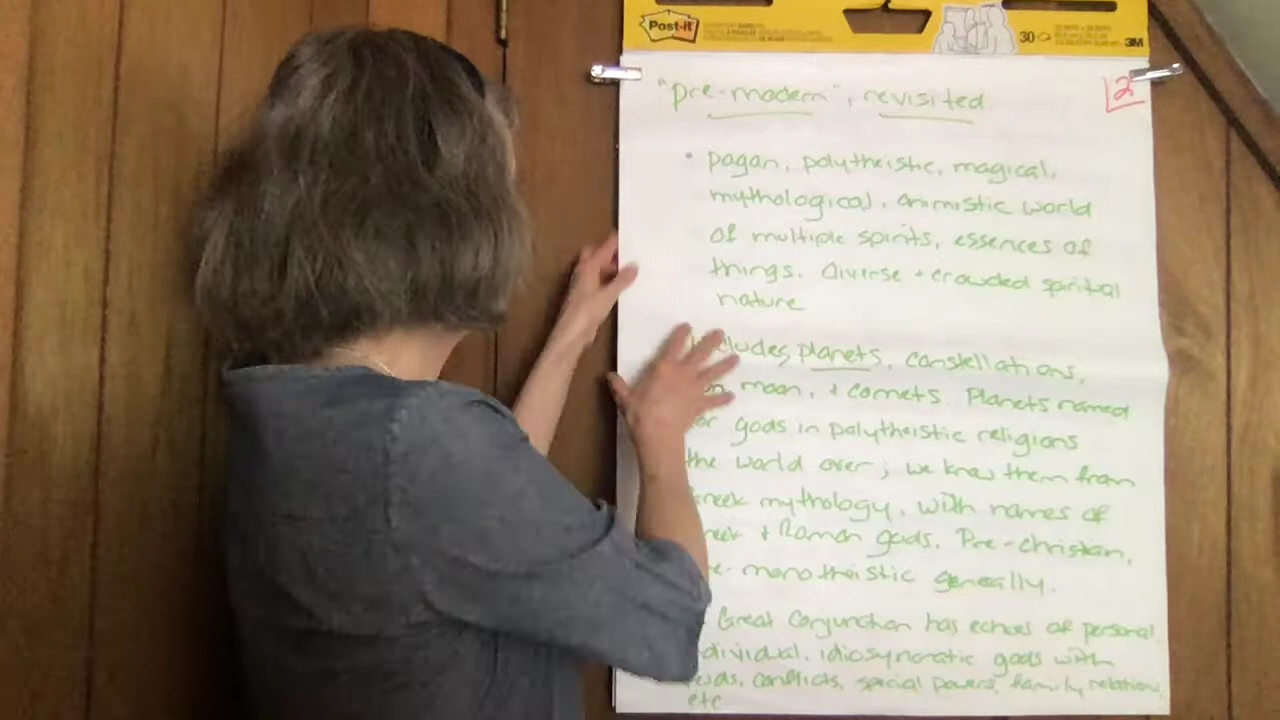 Post-it
30
3M
"pre-modern", revisited
2
• pagan, polytheistic, magical,
mythological, animistic world
of multiple spirits, essences of
things. Diverse + crowded spiritual
nature
planets, constellations,
moon, + comets. Planets named
gods in polytheistic religions
the world over; we know them from
mythology, with names of
+ Roman gods. Pre-christian,
monotheistic generally.
Great Conjunction has echoes of personal
idiosyncratic gods with
conflicts, special powers, family relations,
etc